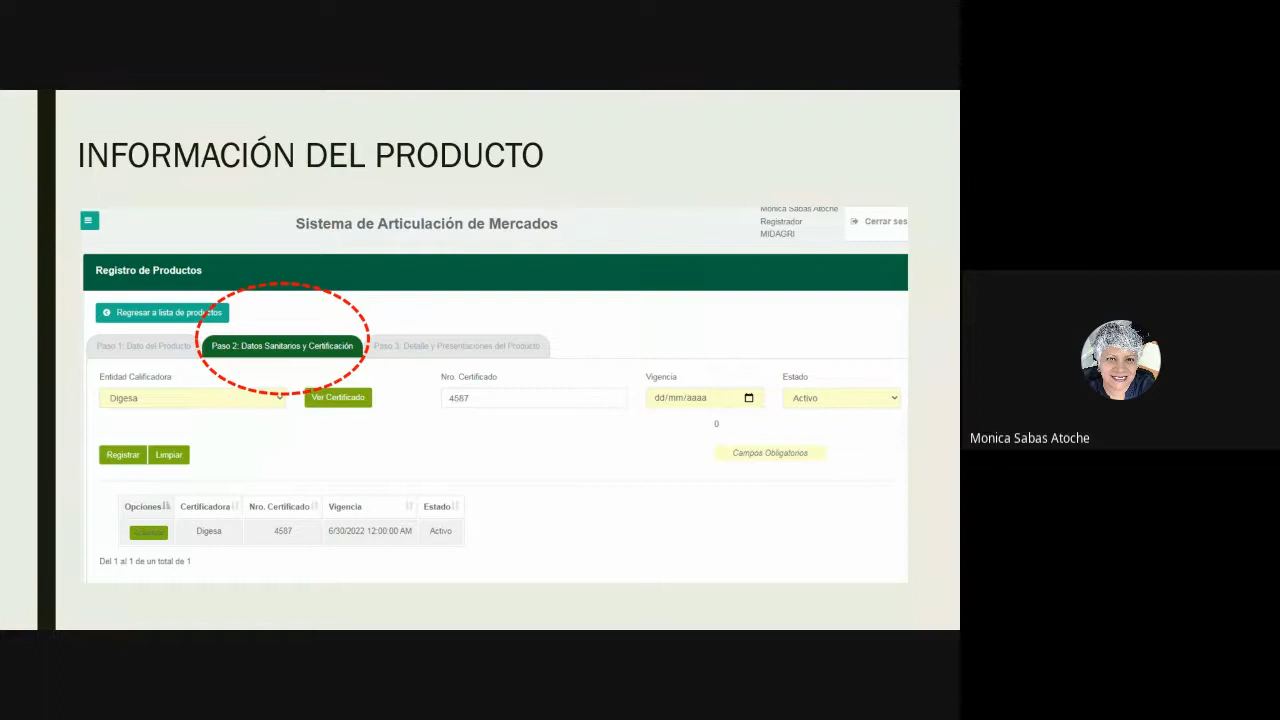 INFORMACIÓN DEL PRODUCTO
Sistema de Articulación de Mercados
Monica Sabas Atoche
Registrador
MIDAGRI
Cerrar ses
Registro de Productos
Regresar a lista de productos
Paso 1: Dato del Producto
Paso 2: Datos Sanitarios y Certificación
Paso 3: Detalle y Presentaciones del Producto
Entidad Calificadora
Nro. Certificado
Vigencia
Estado
Digesa
Ver Certificado
4587
dd/mm/aaaa
Activo
0
Registrar
Limpiar
Campos Obligatorios
Opciones Certificadora Nro. Certificado Vigencia Estado
Digesa 4587 6/30/2022 12:00:00 AM Activo
Del 1 al 1 de un total de 1
Monica Sabas Atoche